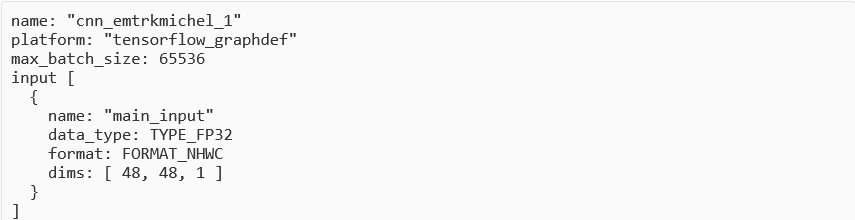 name: "cnn_emtrkmichel_1"
platform: "tensorflow_graphdef"
max_batch_size: 65536
input [
  {
    name: "main_input"
    data_type: TYPE_FP32
    format: FORMAT_NHWC
    dims: [ 48, 48, 1 ]
  }
]